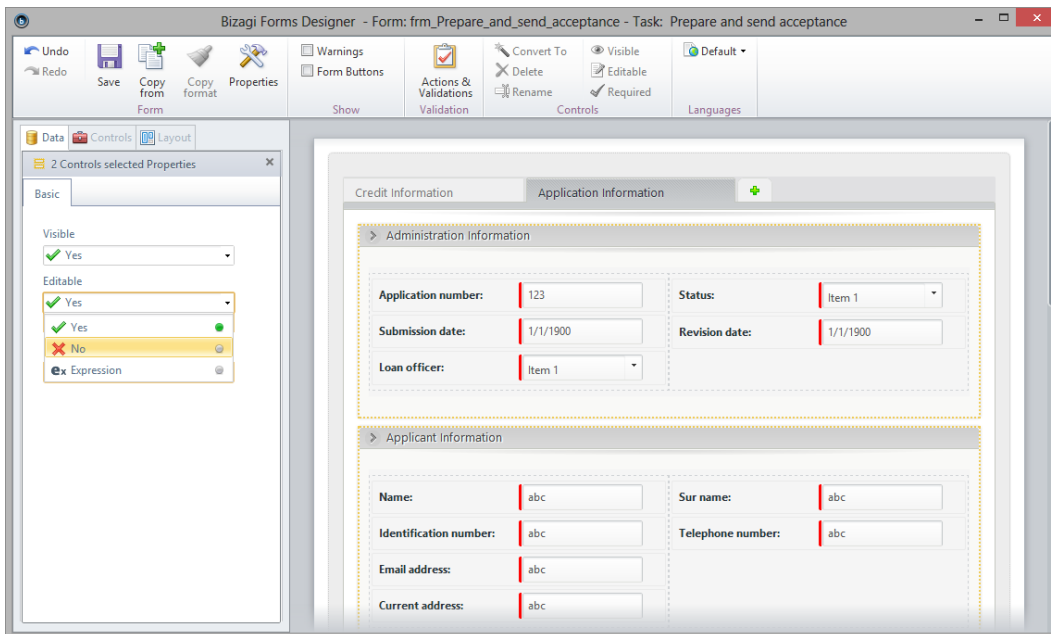 Bizagi Forms Designer - Form: frm_Prepare_and_send_acceptance - Task: Prepare and send acceptance
Undo
Redo
Save
Copy from
Copy format
Properties
Form
Warnings
Form Buttons
Show
Actions & Validations
Validation
Convert To
Delete
Rename
Visible
Editable
Required
Controls
Default
Languages
Data
Controls
Layout
2 Controls selected Properties
Basic
Visible
Yes
Editable
Yes
Yes
No
ex Expression
Credit Information
Application Information
Administration Information
Application number: 123
Status: Item 1
Submission date: 1/1/1900
Revision date: 1/1/1900
Loan officer: Item 1
Applicant Information
Name: abc
Sur name: abc
Identification number: abc
Telephone number: abc
Email address: abc
Current address: abc